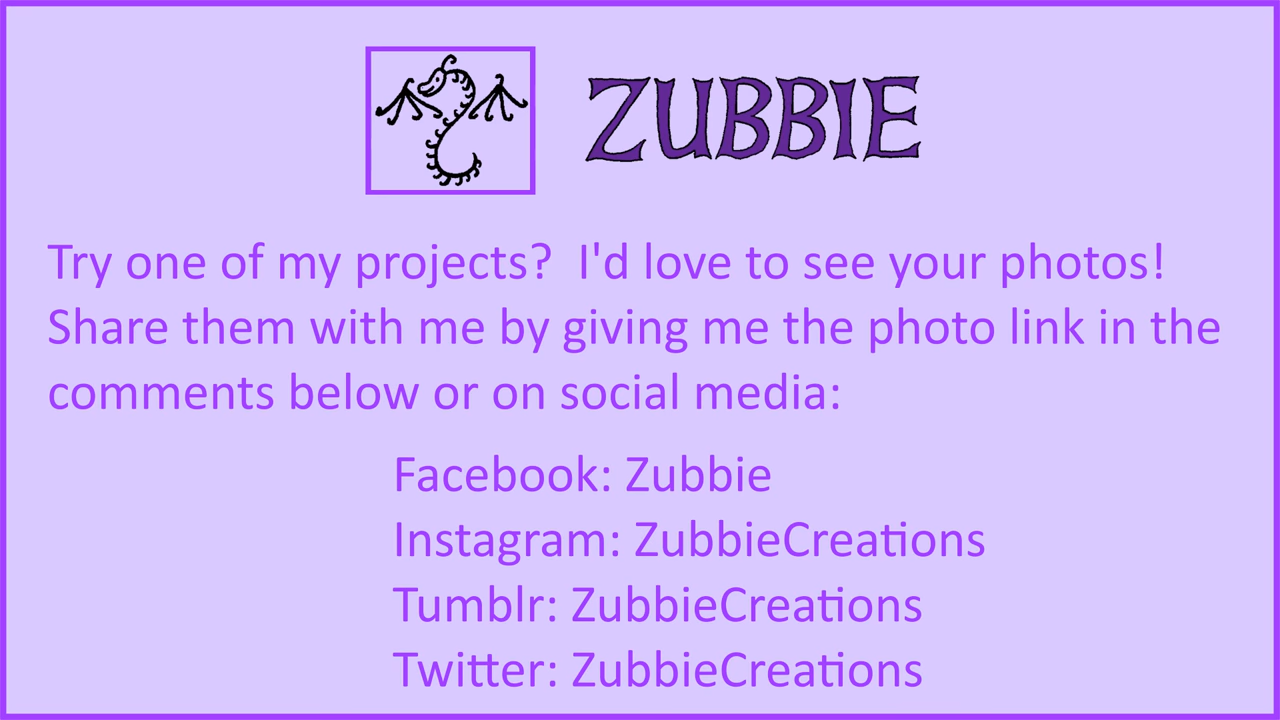 ZUBBIE
Try one of my projects?  I'd love to see your photos!
Share them with me by giving me the photo link in the
comments below or on social media:
Facebook: Zubbie
Instagram: ZubbieCreations
Tumblr: ZubbieCreations
Twitter: ZubbieCreations